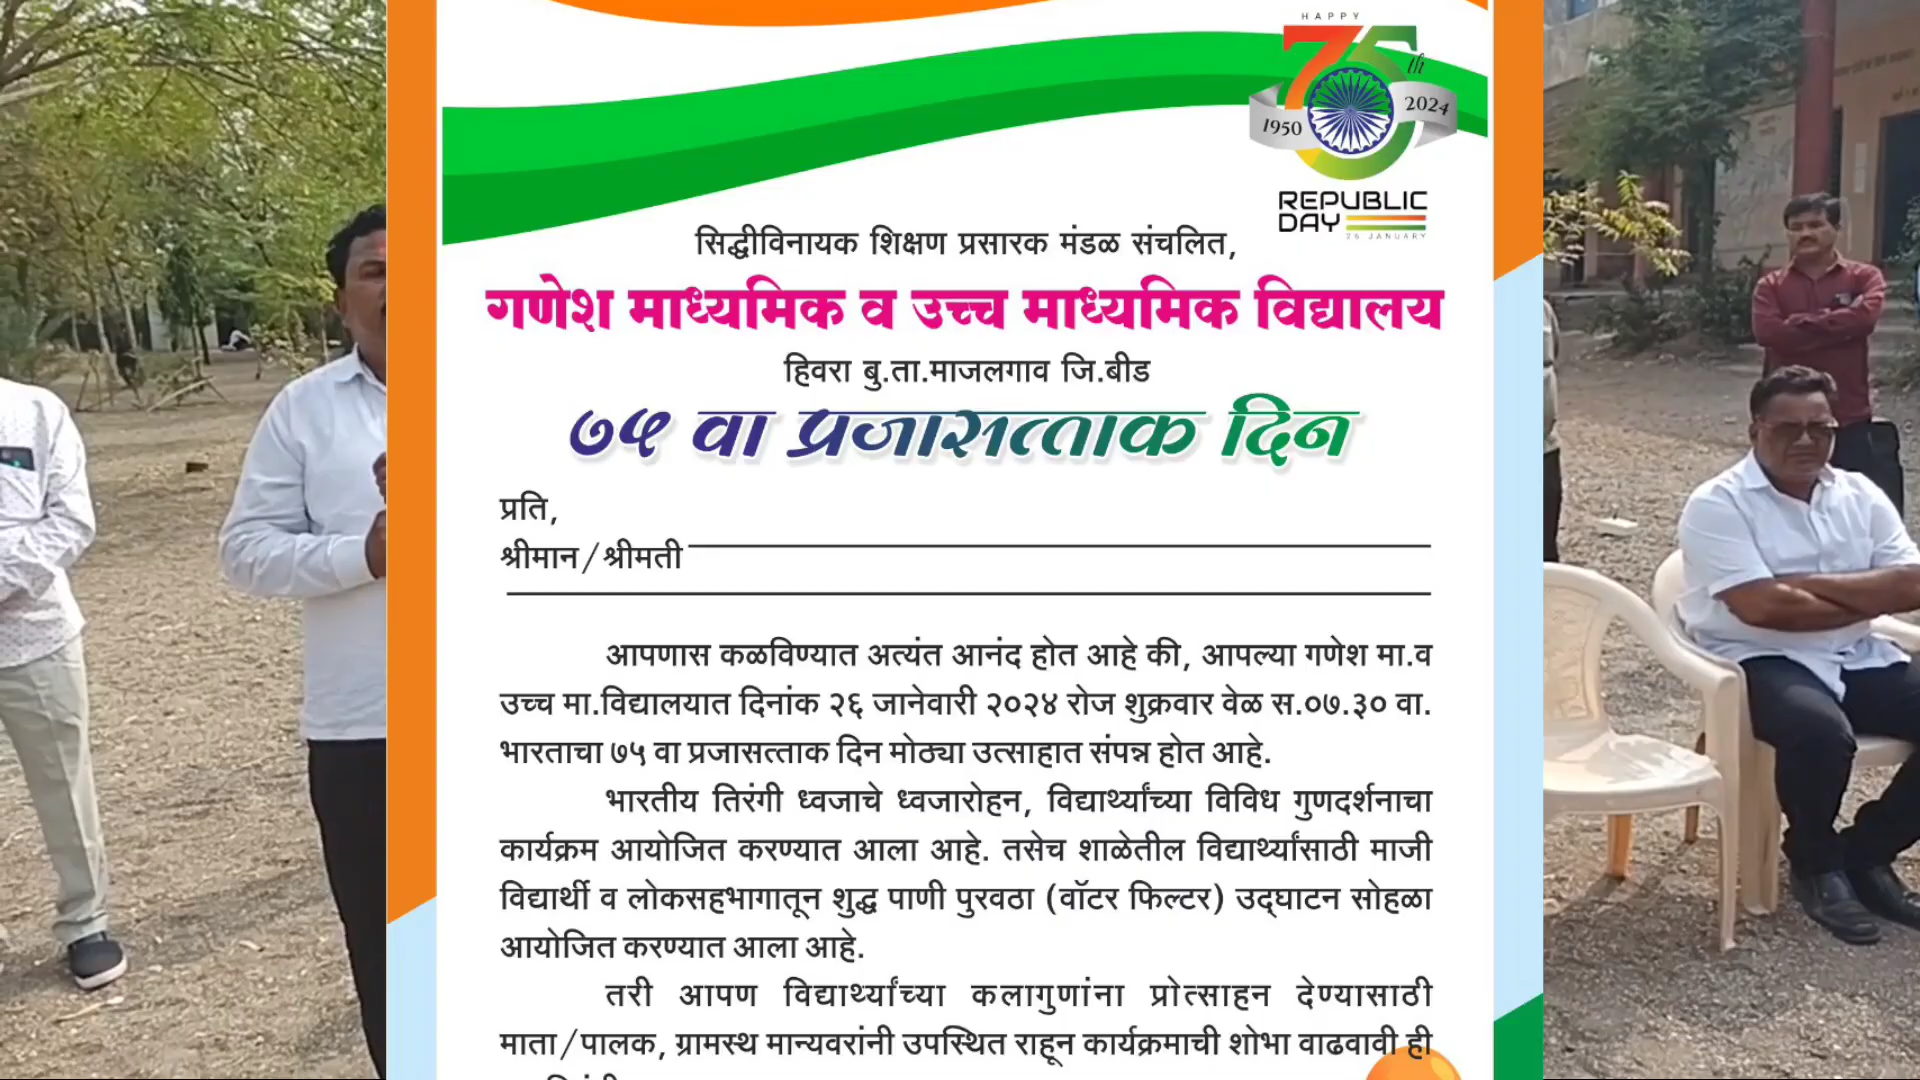 HAPPY
75th
1950
2024
REPUBLIC
DAY
26 JANUARY
सिद्धीविनायक शिक्षण प्रसारक मंडळ संचलित,
गणेश माध्यमिक व उच्च माध्यमिक विद्यालय
हिवरा बु.ता.माजलगाव जि.बीड
७५ वा प्रजासत्ताक दिन
प्रति,
श्रीमान/श्रीमती
आपणास कळविण्यात अत्यंत आनंद होत आहे की, आपल्या गणेश मा.व
उच्च मा.विद्यालयात दिनांक २६ जानेवारी २०२४ रोज शुक्रवार वेळ स.०७.३० वा.
भारताचा ७५ वा प्रजासत्ताक दिन मोठ्या उत्साहात संपन्न होत आहे.
भारतीय तिरंगी ध्वजाचे ध्वजारोहन, विद्यार्थ्यांच्या विविध गुणदर्शनाचा
कार्यक्रम आयोजित करण्यात आला आहे. तसेच शाळेतील विद्यार्थ्यांसाठी माजी
विद्यार्थी व लोकसहभागातून शुद्ध पाणी पुरवठा (वॉटर फिल्टर) उद्‌घाटन सोहळा
आयोजित करण्यात आला आहे.
तरी आपण विद्यार्थ्यांच्या कलागुणांना प्रोत्साहन देण्यासाठी
माता/पालक, ग्रामस्थ मान्यवरांनी उपस्थित राहून कार्यक्रमाची शोभा वाढवावी ही